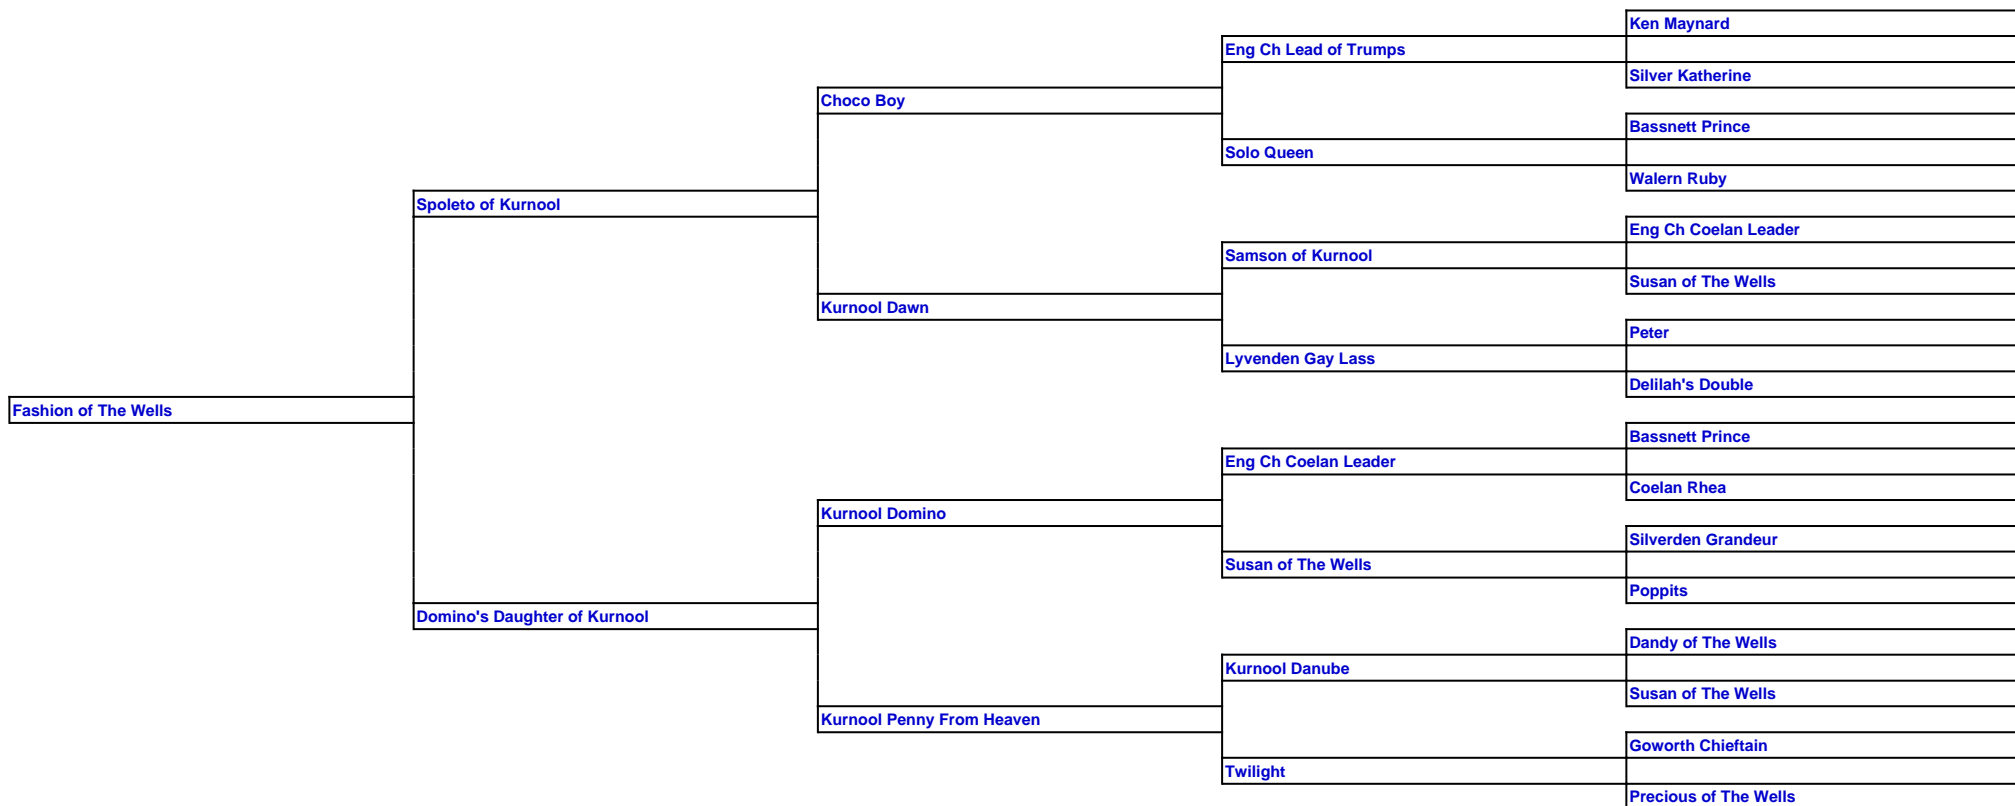 Ken Maynard
Eng Ch Lead of Trumps
Silver Katherine
Choco Boy
Bassnett Prince
Solo Queen
Walern Ruby
Spoleto of Kurnool
Eng Ch Coelan Leader
Samson of Kurnool
Susan of The Wells
Kurnool Dawn
Peter
Lyvenden Gay Lass
Delilah's Double
Fashion of The Wells
Bassnett Prince
Eng Ch Coelan Leader
Coelan Rhea
Kurnool Domino
Silverden Grandeur
Susan of The Wells
Poppits
Domino's Daughter of Kurnool
Dandy of The Wells
Kurnool Danube
Susan of The Wells
Kurnool Penny From Heaven
Goworth Chieftain
Twilight
Precious of The Wells